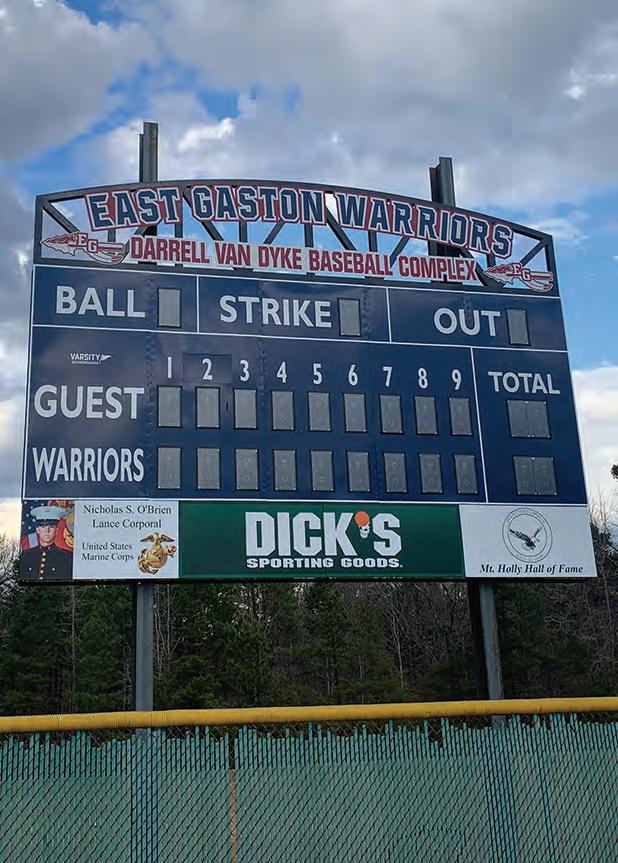 EAST GASTON WARRIORS
EG DARRELL VAN DYKE BASEBALL COMPLEX EG
BALL STRIKE OUT
VARSITY
1 2 3 4 5 6 7 8 9 TOTAL
GUEST
WARRIORS
Nicholas S. O'Brien
Lance Corporal
United States
Marine Corps
DICK'S
SPORTING GOODS.
Mt. Holly Hall of Fame